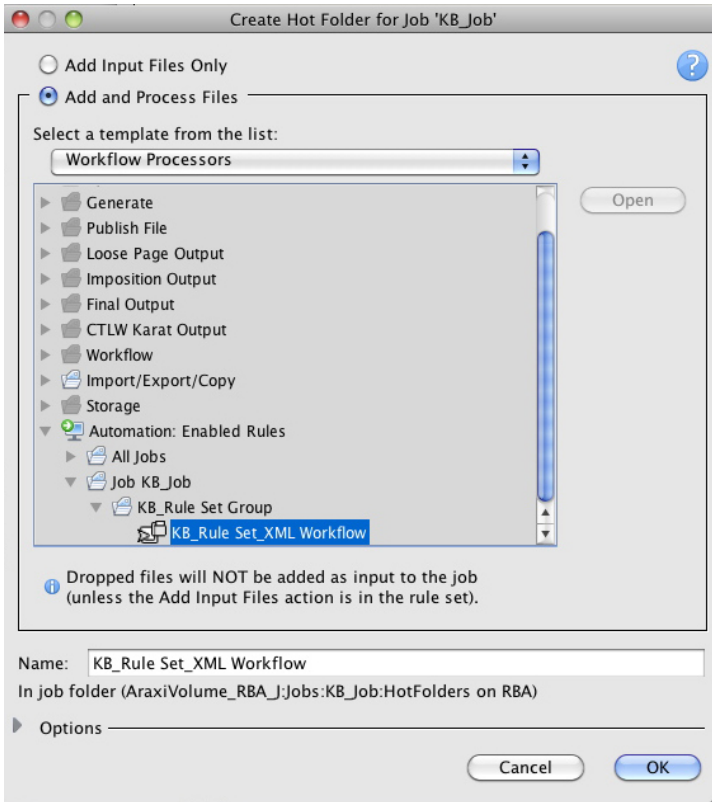 Create Hot Folder for Job 'KB_Job'
Add Input Files Only
?
Add and Process Files
Select a template from the list:
Workflow Processors
Generate
Open
Publish File
Loose Page Output
Imposition Output
Final Output
CTLW Karat Output
Workflow
Import/Export/Copy
Storage
Automation: Enabled Rules
All Jobs
Job KB_Job
KB_Rule Set Group
KB_Rule Set_XML Workflow
Dropped files will NOT be added as input to the job
(unless the Add Input Files action is in the rule set).
Name: KB_Rule Set_XML Workflow
In job folder (AraxiVolume_RBA_J:Jobs:KB_Job:HotFolders on RBA)
Options
Cancel OK